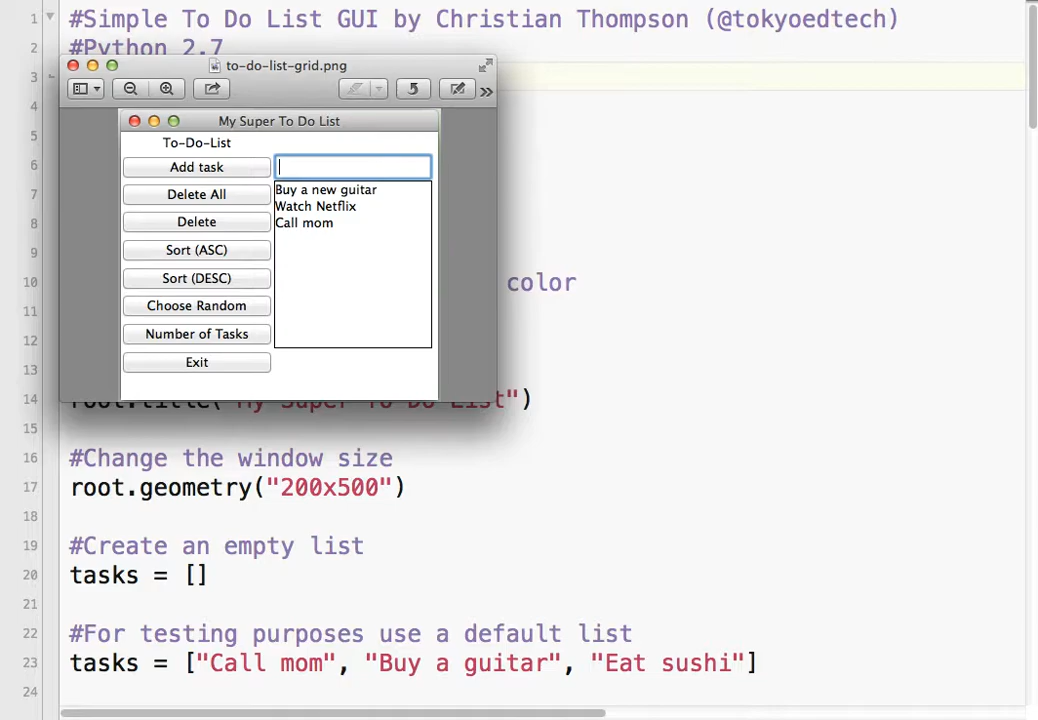 1 #Simple To Do List GUI by Christian Thompson (@tokyoedtech)
2 #Python 2.7
to-do-list-grid.png
3
4
My Super To Do List
5
To-Do-List
6
Add task
7
Delete All
Buy a new guitar
Watch Netflix
Call mom
8
Delete
9
Sort (ASC)
10
Sort (DESC)
color
11
Choose Random
12
Number of Tasks
13
Exit
14 root.title("My Super To Do List")
15
16 #Change the window size
17 root.geometry("200x500")
18
19 #Create an empty list
20 tasks = []
21
22 #For testing purposes use a default list
23 tasks = ["Call mom", "Buy a guitar", "Eat sushi"]
24